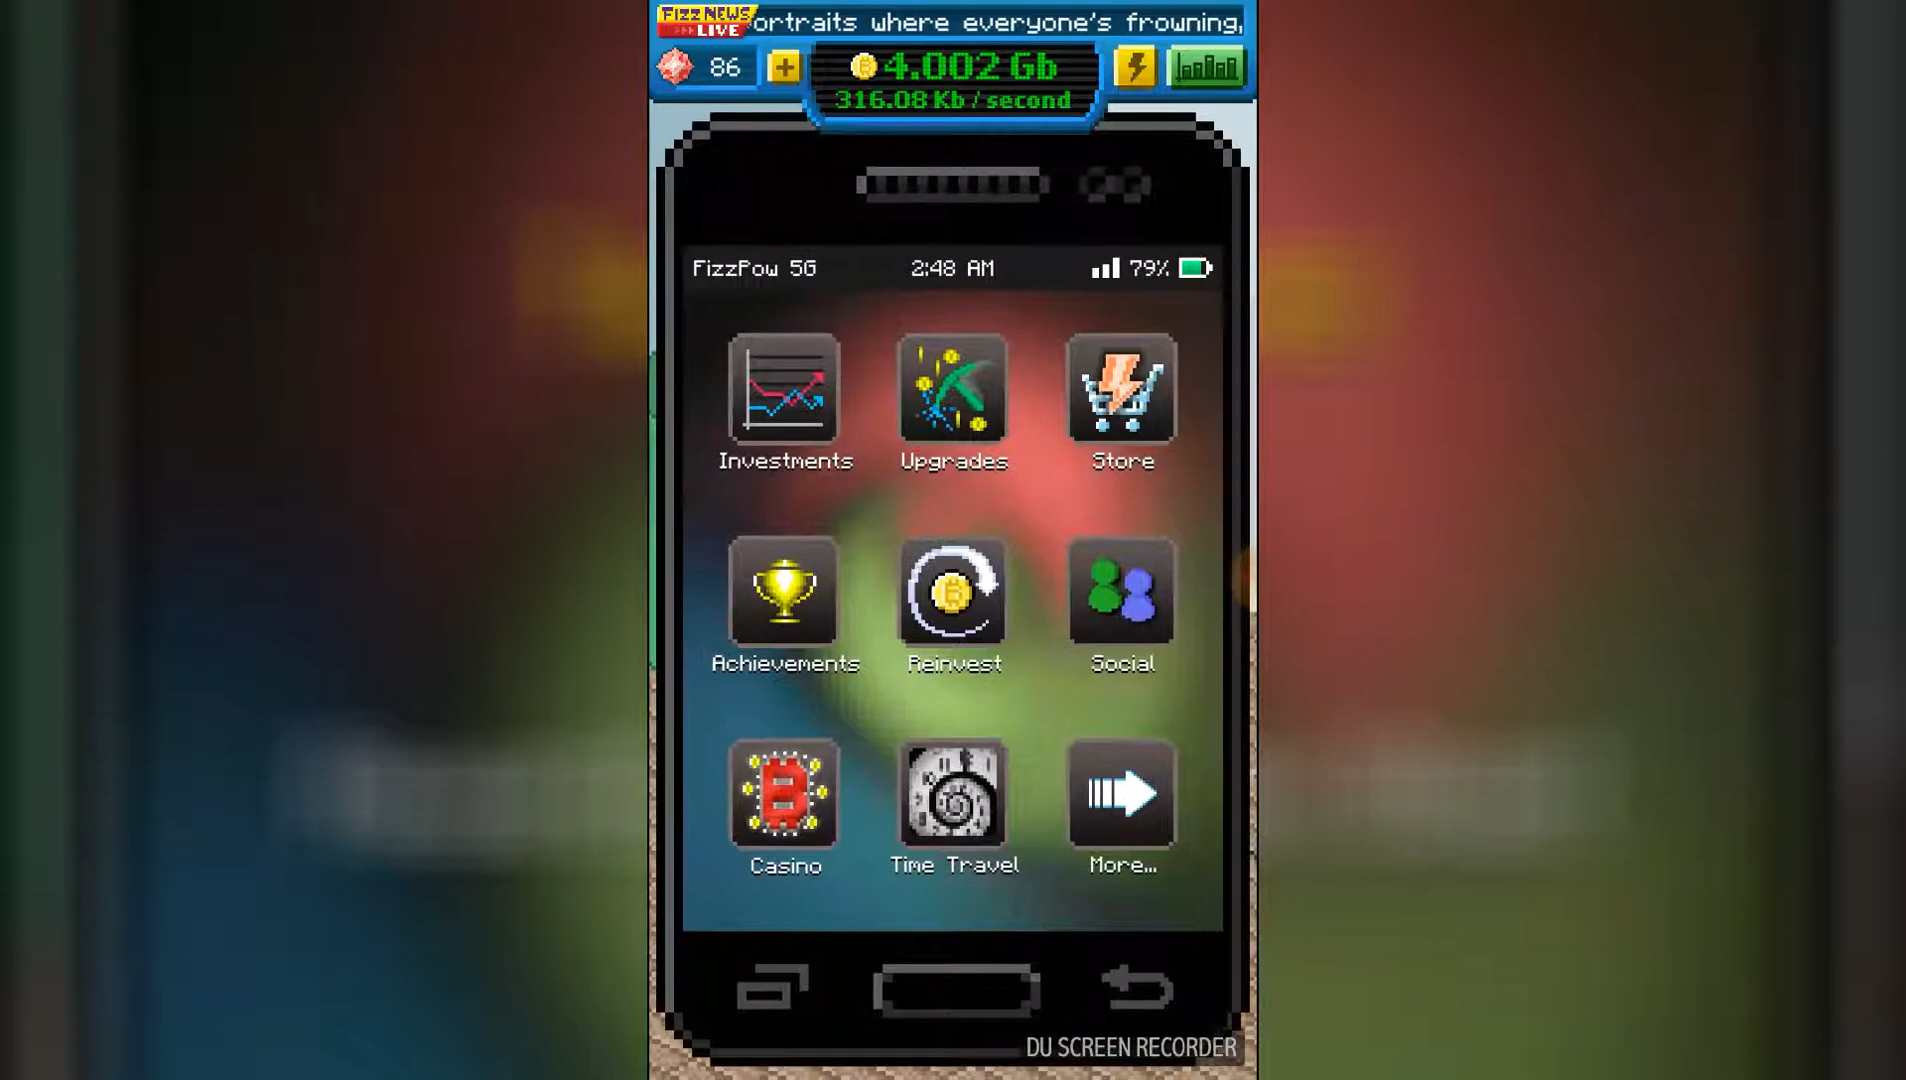 FIZZ NEWS
LIVE
ortraits where everyone's frowning,
86
4.002 Gb
316.08 Kb / second
FizzPow 5G
2:48 AM
79%
Investments
Upgrades
Store
Achievements
Reinvest
Social
Casino
Time Travel
More...
DU SCREEN RECORDER